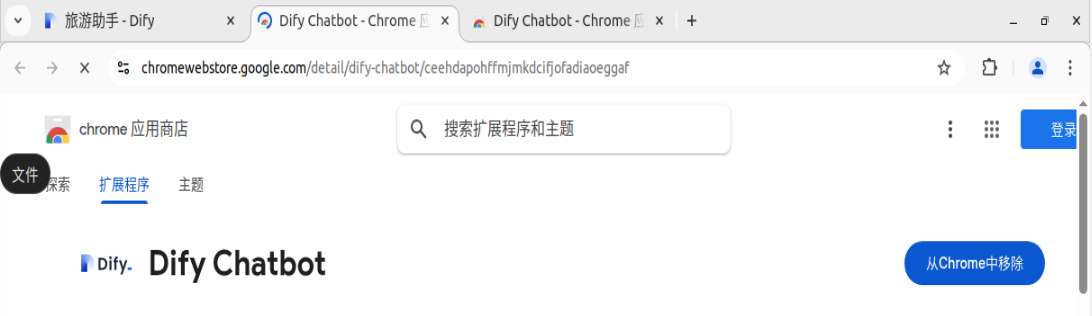 旅游助手 - Dify
Dify Chatbot - Chrome 应
Dify Chatbot - Chrome 应
chromewebstore.google.com/detail/dify-chatbot/ceehdapohffmjmkdcifjofadiaoeggaf
chrome 应用商店
搜索扩展程序和主题
登录
文件
探索
扩展程序
主题
Dify.
Dify Chatbot
从Chrome中移除